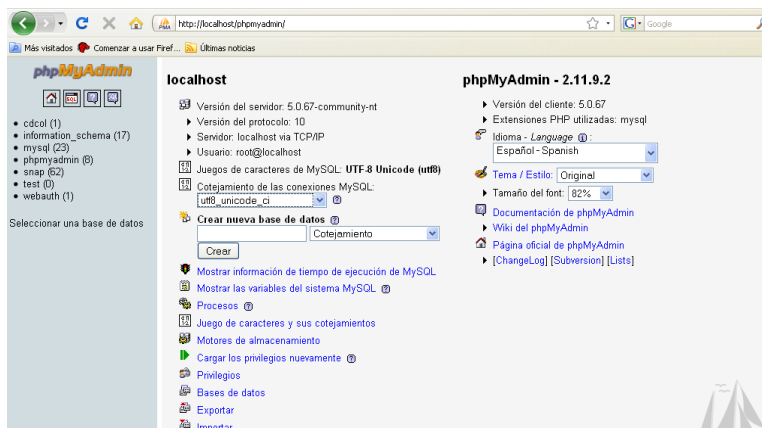 http://localhost/phpmyadmin/
Google
Más visitados
Comenzar a usar Firef...
Últimas noticias
phpMyAdmin
cdcol (1)
information_schema (17)
mysql (23)
phpmyadmin (8)
snap (62)
test (0)
webauth (1)
Seleccionar una base de datos
localhost
Versión del servidor: 5.0.67-community-nt
Versión del protocolo: 10
Servidor: localhost via TCP/IP
Usuario: root@localhost
Juegos de caracteres de MySQL: UTF-8 Unicode (utf8)
Cotejamiento de las conexiones MySQL:
utf8_unicode_ci
Crear nueva base de datos
Cotejamiento
Crear
Mostrar información de tiempo de ejecución de MySQL
Mostrar las variables del sistema MySQL
Procesos
Juego de caracteres y sus cotejamientos
Motores de almacenamiento
Cargar los privilegios nuevamente
Privilegios
Bases de datos
Exportar
Importar
phpMyAdmin - 2.11.9.2
Versión del cliente: 5.0.67
Extensiones PHP utilizadas: mysql
Idioma - Language :
Español - Spanish
Tema / Estilo: Original
Tamaño del font: 82%
Documentación de phpMyAdmin
Wiki del phpMyAdmin
Página oficial de phpMyAdmin
[ChangeLog] [Subversion] [Lists]